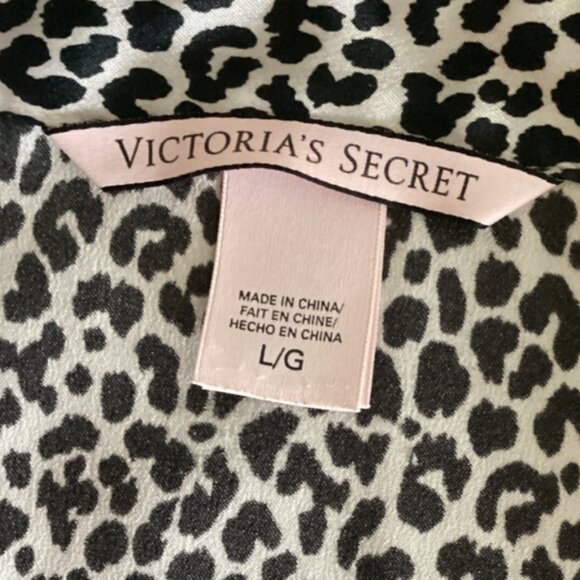 VICTORIA'S SECRET
MADE IN CHINA/
FAIT EN CHINE/
HECHO EN CHINA
L/G